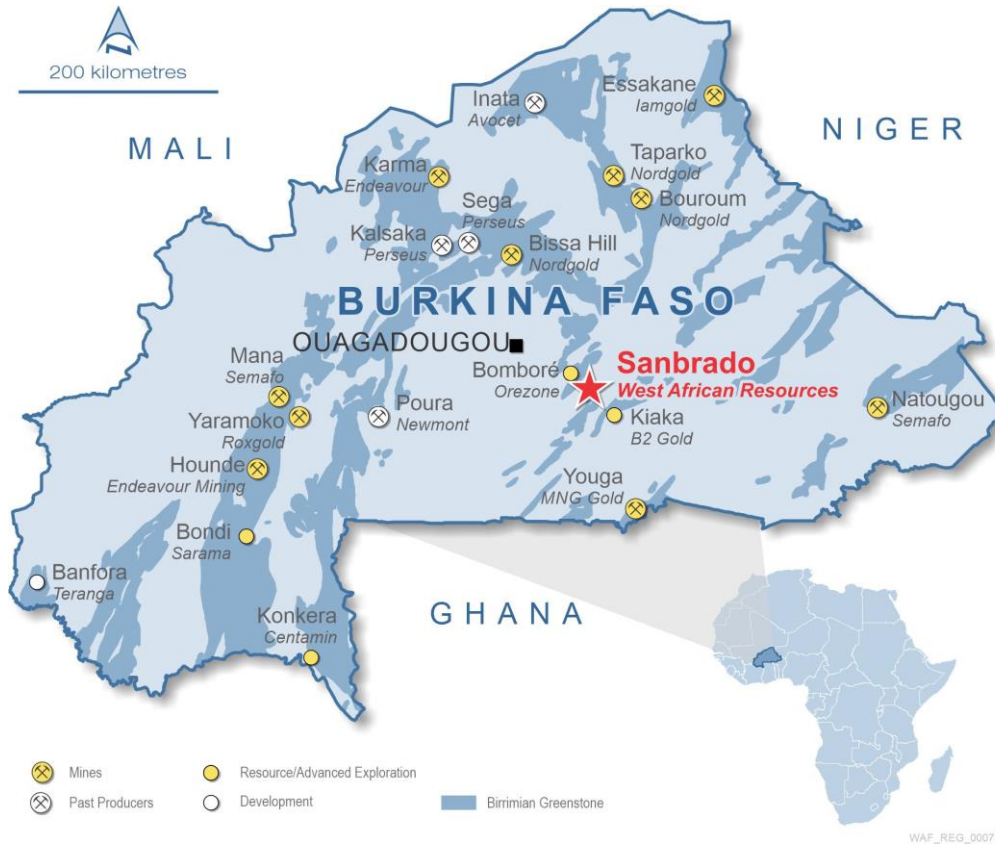 200 kilometres
MALI
NIGER
GHANA
BURKINA FASO
OUAGADOUGOU
Essakane
Iamgold
Inata
Avocet
Taparko
Nordgold
Karma
Endeavour
Bouroum
Nordgold
Sega
Perseus
Kalsaka
Perseus
Bissa Hill
Nordgold
Mana
Semafo
Bomboré
Orezone
Sanbrado
West African Resources
Yaramoko
Roxgold
Poura
Newmont
Kiaka
B2 Gold
Natougou
Semafo
Hounde
Endeavour Mining
Youga
MNG Gold
Bondi
Sarama
Banfora
Teranga
Konkera
Centamin
Mines
Resource/Advanced Exploration
Past Producers
Development
Birrimian Greenstone
WAF_REG_0007